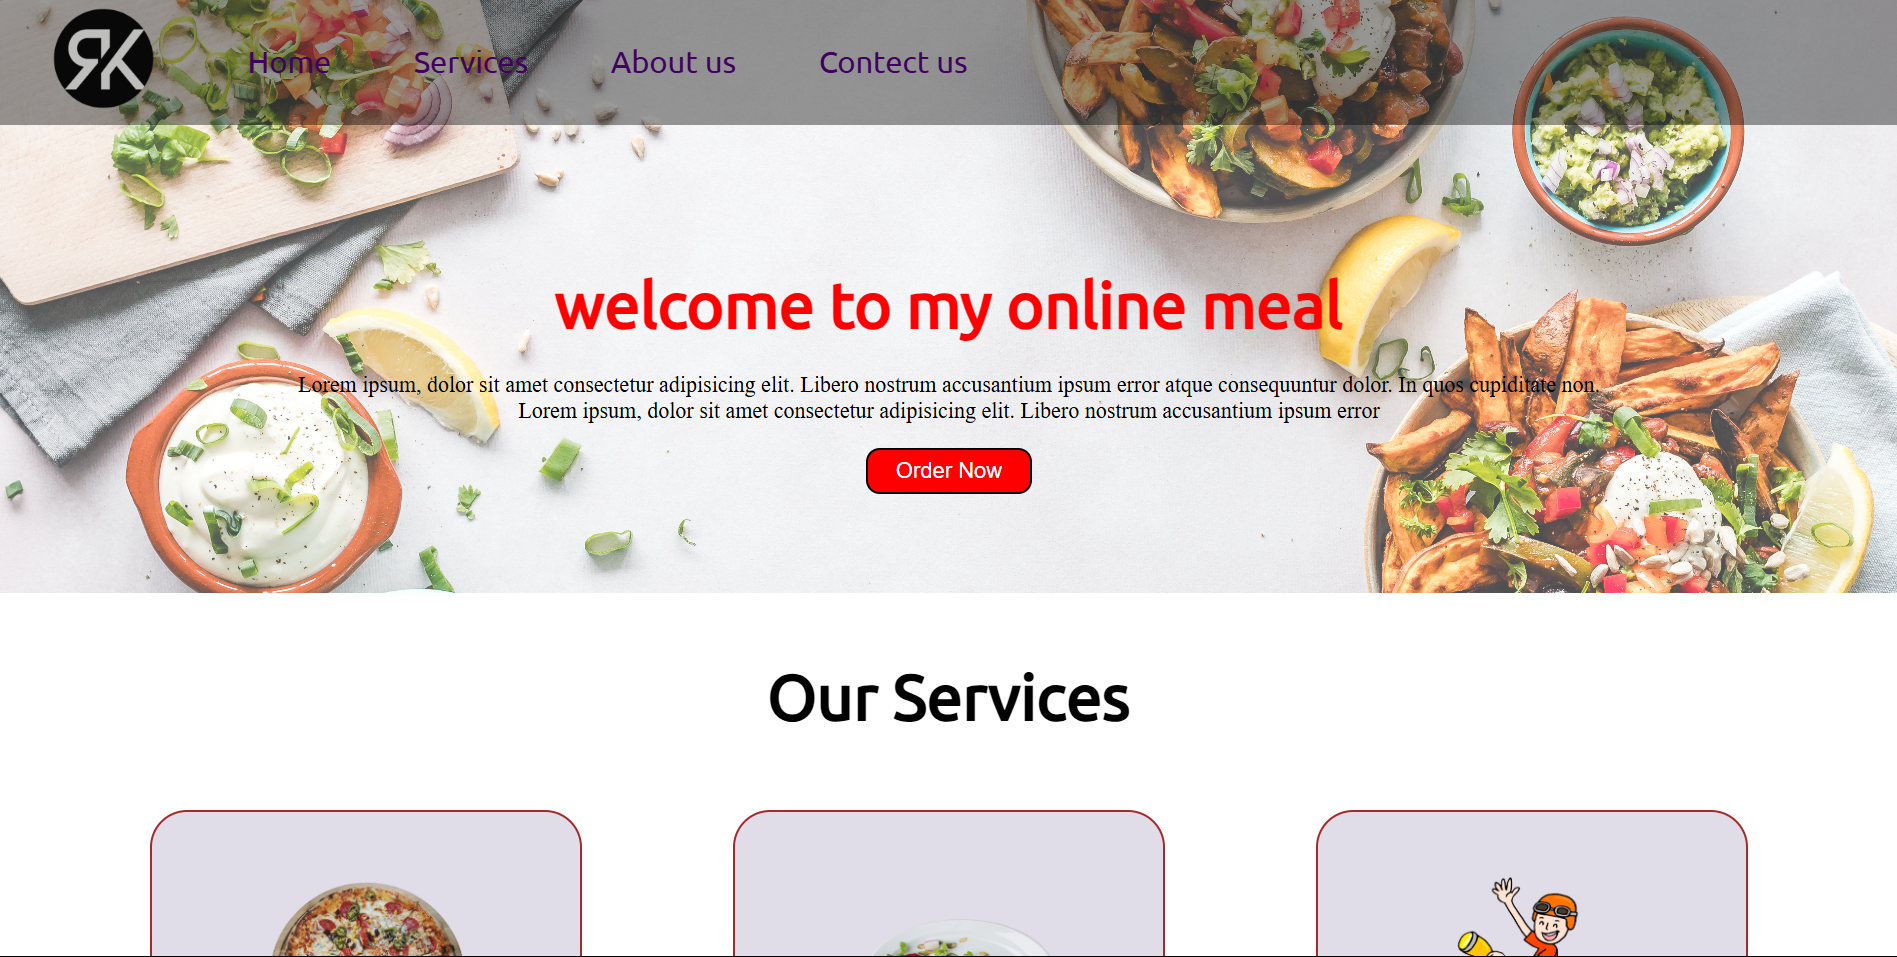 ЯK
Home Services About us Contect us
welcome to my online meal
Lorem ipsum, dolor sit amet consectetur adipisicing elit. Libero nostrum accusantium ipsum error atque consequuntur dolor. In quos cupiditate non.
Lorem ipsum, dolor sit amet consectetur adipisicing elit. Libero nostrum accusantium ipsum error
Order Now
Our Services